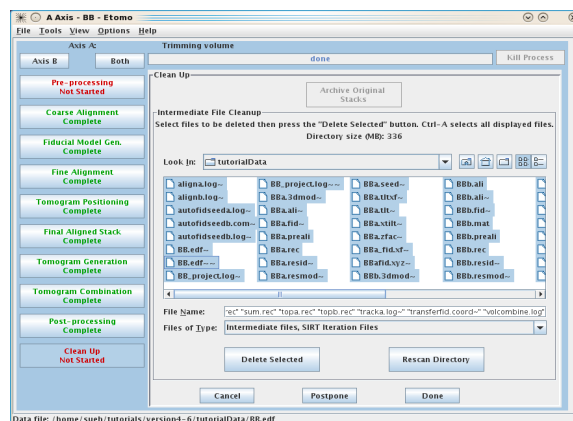 A Axis - BB - Etomo
File Tools View Options Help
Axis A:
Trimming volume
Axis B
Both
done
Kill Process
Pre-processing
Not Started
Coarse Alignment
Complete
Fiducial Model Gen.
Complete
Fine Alignment
Complete
Tomogram Positioning
Complete
Final Aligned Stack
Complete
Tomogram Generation
Complete
Tomogram Combination
Complete
Post-processing
Complete
Clean Up
Not Started
Clean Up
Archive Original
Stacks
Intermediate File Cleanup
Select files to be deleted then press the "Delete Selected" button. Ctrl-A selects all displayed files.
Directory size (MB): 336
Look In: tutorialData
aligna.log~ BB_project.log~~ BBa.seed~ BBb.ali
alignb.log~ BBa.3dmod~ BBa.tltxf~ BBb.ali~
autofidseeda.log~ BBa.ali~ BBa.tlt~ BBb.fid~
autofidseedb.com~ BBa.fid~ BBa.xtilt~ BBb.mat
autofidseedb.log~ BBa.preali BBa.zfac~ BBb.preali
BB.edf~ BBa.rec BBa_fid.xf~ BBb.rec
BB.edf~~ BBa.resid~ BBafid.xyz~ BBb.resid~
BB_project.log~ BBa.resmod~ BBb.3dmod~ BBb.resmod~
File Name: rec" "sum.rec" "topa.rec" "topb.rec" "tracka.log~" "transferfid.coord~" "volcombine.log"
Files of Type: Intermediate files, SIRT Iteration Files
Delete Selected
Rescan Directory
Cancel
Postpone
Done
Data file: /home/sueh/tutorials/version4-6/tutorialData/BB.edf